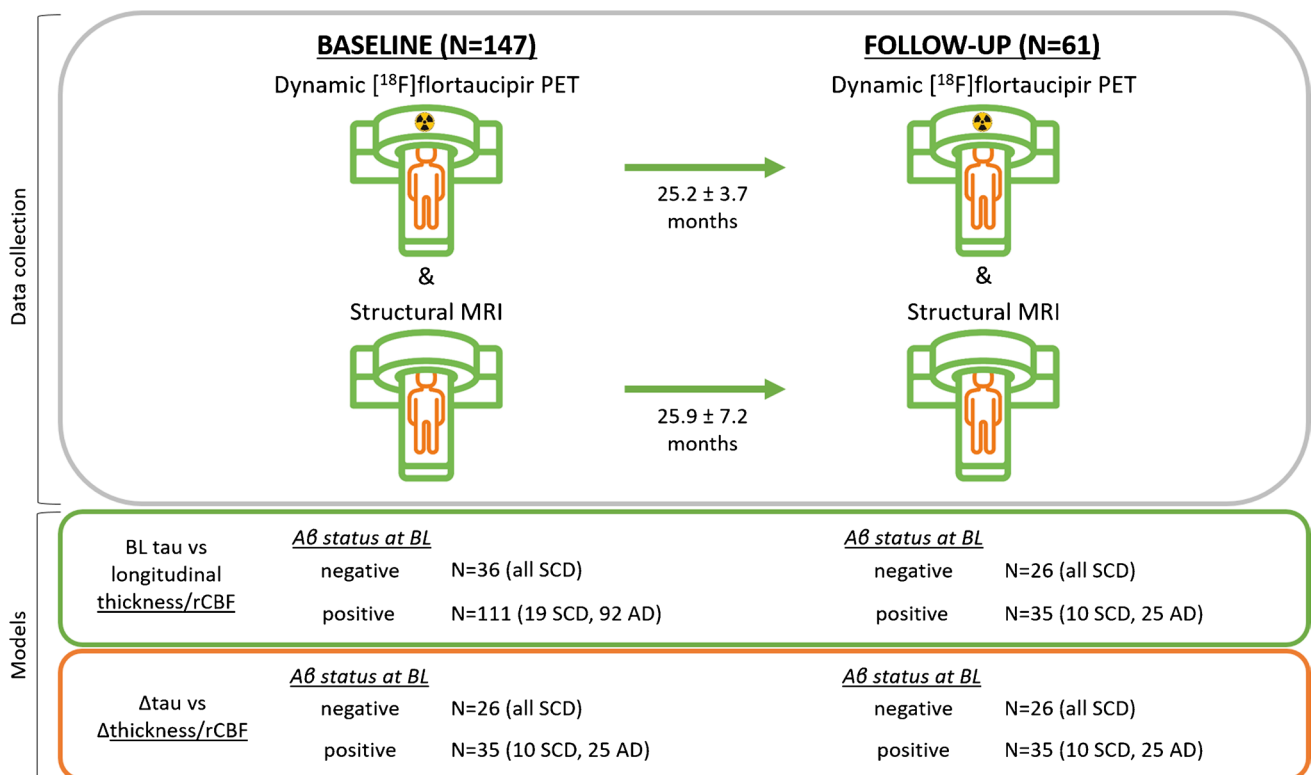 BASELINE (N=147)
FOLLOW-UP (N=61)
Dynamic [¹⁸F]flortaucipir PET
Dynamic [¹⁸F]flortaucipir PET
25.2 ± 3.7
months
&
&
Structural MRI
Structural MRI
25.9 ± 7.2
months
Data collection
Models
BL tau vs
longitudinal
thickness/rCBF
Aβ status at BL
negative N=36 (all SCD)
positive N=111 (19 SCD, 92 AD)
Aβ status at BL
negative N=26 (all SCD)
positive N=35 (10 SCD, 25 AD)
Δtau vs
Δthickness/rCBF
Aβ status at BL
negative N=26 (all SCD)
positive N=35 (10 SCD, 25 AD)
Aβ status at BL
negative N=26 (all SCD)
positive N=35 (10 SCD, 25 AD)